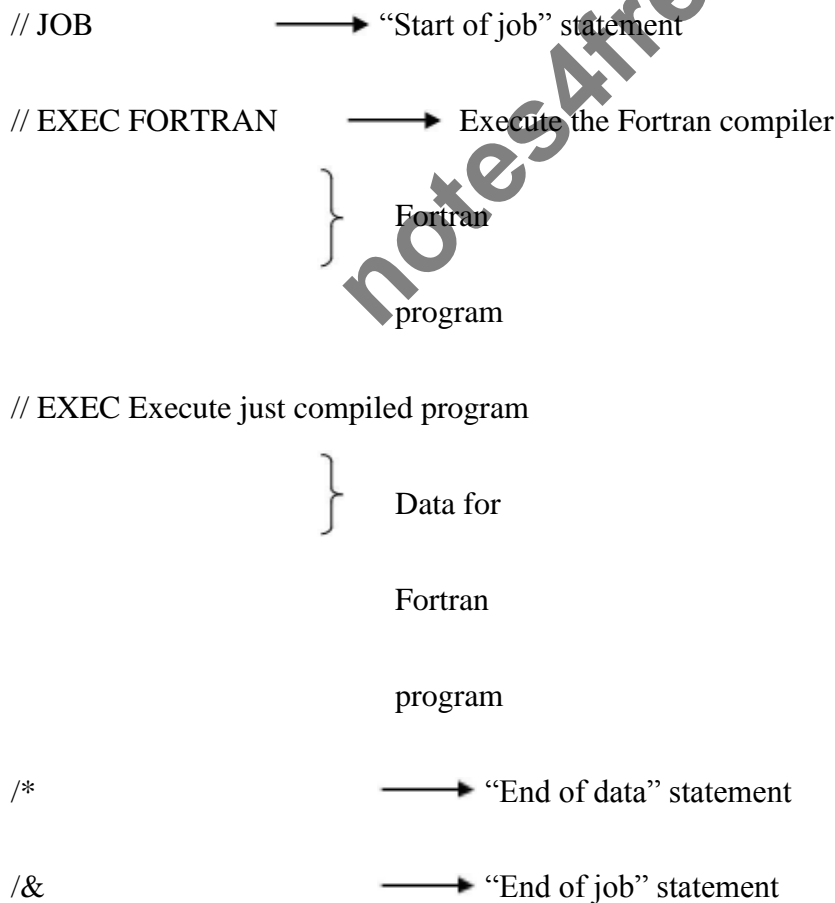 // JOB “Start of job” statement
// EXEC FORTRAN Execute the Fortran compiler
Fortran
program
// EXEC Execute just compiled program
Data for
Fortran
program
/* “End of data” statement
/& “End of job” statement